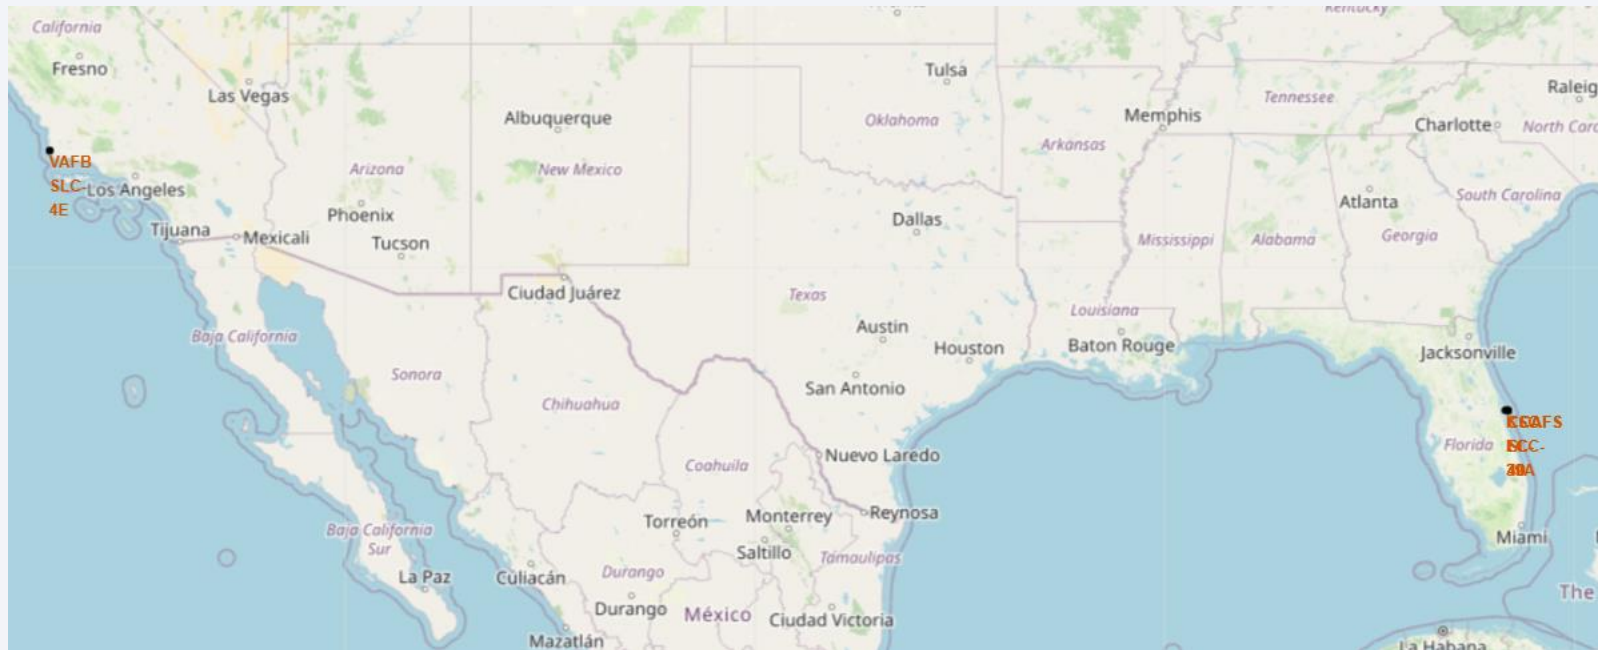 Kentucky
California
Fresno
Las Vegas
Tulsa
Raleig
Albuquerque
Oklahoma
Memphis
Tennessee
Charlotte
North Caro
Arkansas
VAFB
SLC-
4E
Los Angeles
Arizona
New Mexico
Phoenix
Dallas
Atlanta
South Carolina
Tijuana
Mexicali
Tucson
Mississippi
Alabama
Georgia
Ciudad Juárez
Texas
Louisiana
Baja California
Austin
Houston
Baton Rouge
Jacksonville
Sonora
San Antonio
Chihuahua
Florida
Nuevo Laredo
Coahuila
Baja California
Sur
Torreón
Monterrey
Reynosa
Miami
Saltillo
Tamaulipas
La Paz
Culiacán
Durango
The
Durango
México
Ciudad Victoria
Mazatlán
La Habana